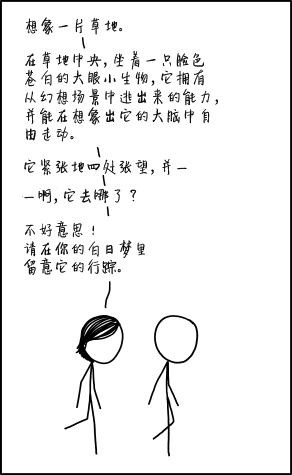 想象一片草地。
在草地中央，坐着一只脸色
苍白的大眼小生物，它拥有
从幻想场景中逃出来的能力，
并能在想象出它的大脑中自
由走动。
它紧张地四处张望，并—
—啊，它去哪了？
不好意思！
请在你的白日梦里
留意它的行踪。